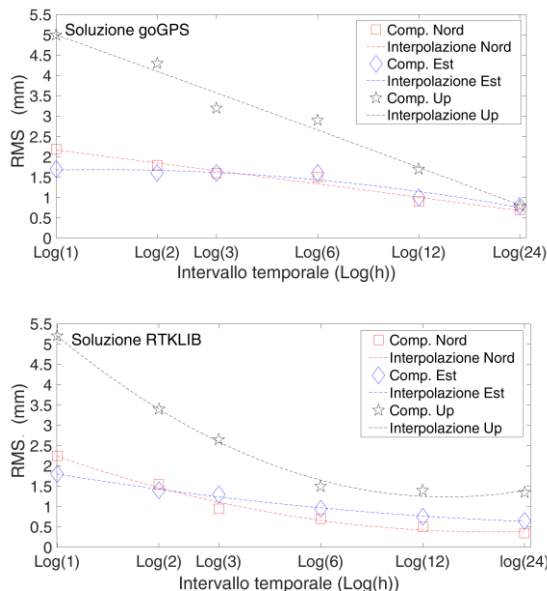 Soluzione goGPS
Comp. Nord
Interpolazione Nord
Comp. Est
Interpolazione Est
Comp. Up
Interpolazione Up
5.5
5
4.5
4
3.5
3
2.5
2
1.5
1
0.5
0
RMS (mm)
Log(1) Log(2) Log(3) Log(6) Log(12) Log(24)
Intervallo temporale (Log(h))
Soluzione RTKLIB
Comp. Nord
Interpolazione Nord
Comp. Est
Interpolazione Est
Comp. Up
Interpolazione Up
5.5
5
4.5
4
3.5
3
2.5
2
1.5
1
0.5
0
RMS. (mm)
Log(1) Log(2) Log(3) Log(6) Log(12) log(24)
Intervallo temporale (Log(h))